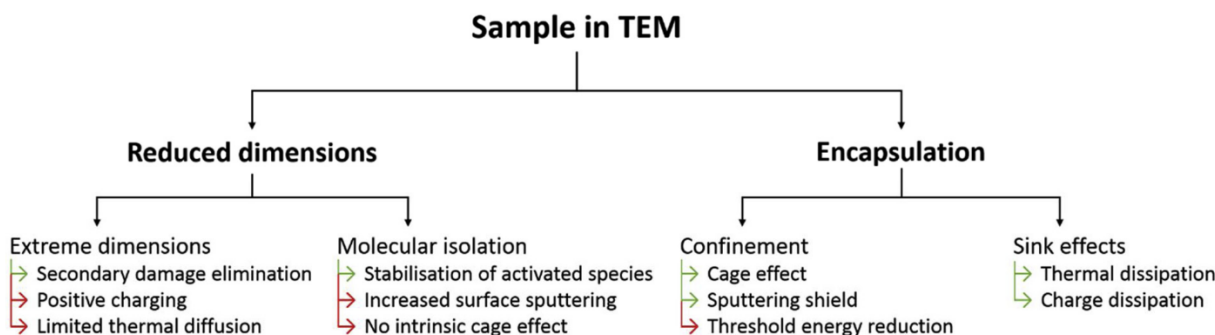 Sample in TEM
Reduced dimensions
Encapsulation
Extreme dimensions
Secondary damage elimination
Positive charging
Limited thermal diffusion
Molecular isolation
Stabilisation of activated species
Increased surface sputtering
No intrinsic cage effect
Confinement
Cage effect
Sputtering shield
Threshold energy reduction
Sink effects
Thermal dissipation
Charge dissipation